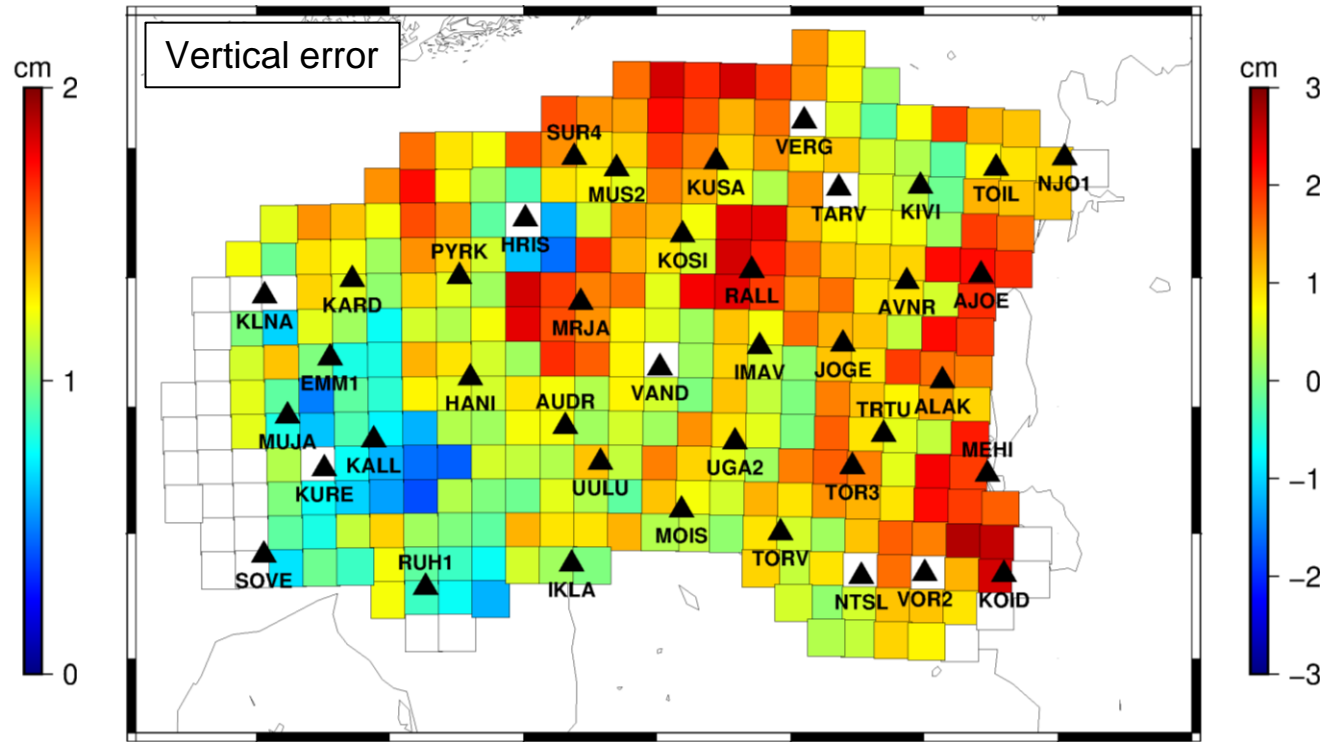 Vertical error
cm
2
1
0
cm
3
2
1
0
−1
−2
−3
SUR4
MUS2
KUSA
VERG
TARV
KIVI
TOIL
NJO1
HRIS
PYRK
KOSI
KARD
KLNA
MRJA
RALL
AVNR
AJOE
EMM1
HANI
VAND
IMAV
JOGE
AUDR
TRTU
ALAK
MUJA
KALL
KURE
UULU
UGA2
TOR3
MEHI
MOIS
TORV
SOVE
RUH1
IKLA
NTSL
VOR2
KOID